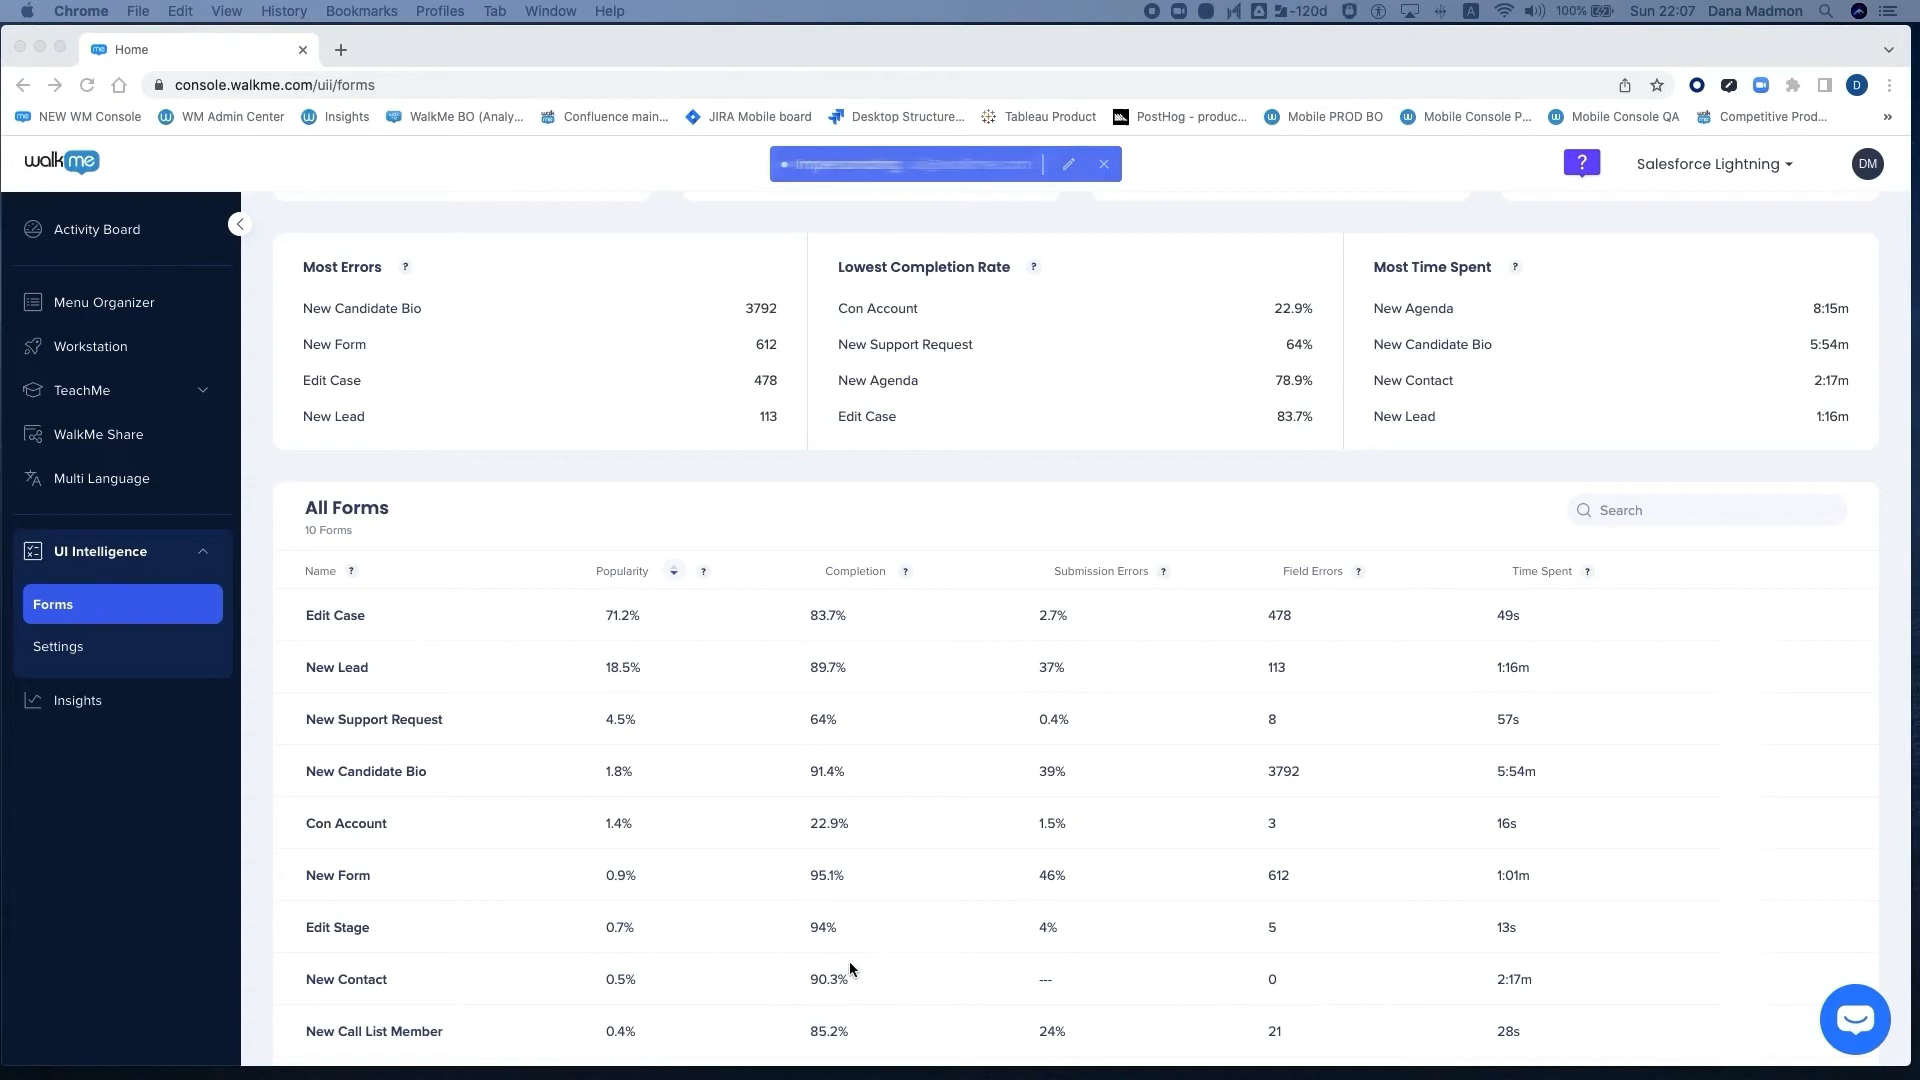 Chrome File Edit View History Bookmarks Profiles Tab Window Help -120d A 100% Sun 22:07 Dana Madmon
Home
console.walkme.com/uii/forms D
NEW WM Console WM Admin Center Insights WalkMe BO (Analy... Confluence main... JIRA Mobile board Desktop Structure... Tableau Product PostHog - produc... Mobile PROD BO Mobile Console P... Mobile Console QA Competitive Prod... »
walkme ? Salesforce Lightning DM
Activity Board
Menu Organizer
Workstation
TeachMe
WalkMe Share
Multi Language
UI Intelligence
Forms
Settings
Insights
Most Errors ?
New Candidate Bio 3792
New Form 612
Edit Case 478
New Lead 113
Lowest Completion Rate ?
Con Account 22.9%
New Support Request 64%
New Agenda 78.9%
Edit Case 83.7%
Most Time Spent ?
New Agenda 8:15m
New Candidate Bio 5:54m
New Contact 2:17m
New Lead 1:16m
All Forms
10 Forms
Search
Name ? Popularity ? Completion ? Submission Errors ? Field Errors ? Time Spent ?
Edit Case 71.2% 83.7% 2.7% 478 49s
New Lead 18.5% 89.7% 37% 113 1:16m
New Support Request 4.5% 64% 0.4% 8 57s
New Candidate Bio 1.8% 91.4% 39% 3792 5:54m
Con Account 1.4% 22.9% 1.5% 3 16s
New Form 0.9% 95.1% 46% 612 1:01m
Edit Stage 0.7% 94% 4% 5 13s
New Contact 0.5% 90.3% --- 0 2:17m
New Call List Member 0.4% 85.2% 24% 21 28s